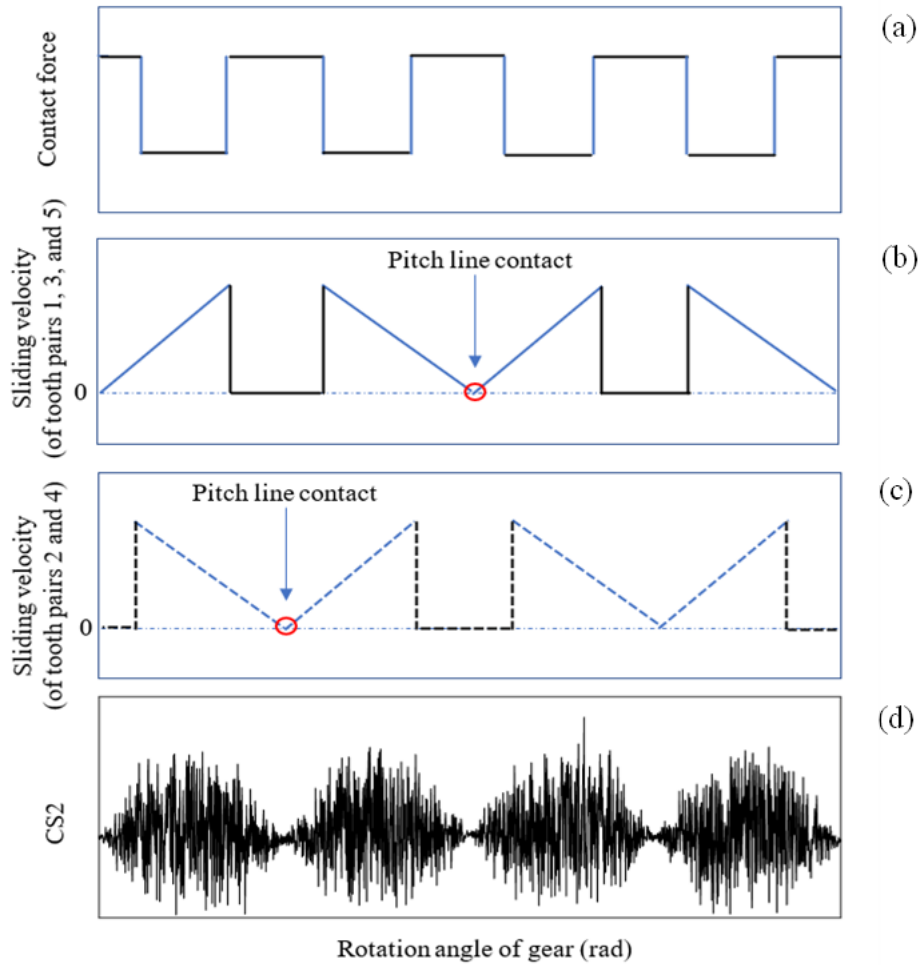 (a)
Contact force
(b)
Sliding velocity
(of tooth pairs 1, 3, and 5)
Pitch line contact
0
(c)
Sliding velocity
(of tooth pairs 2 and 4)
Pitch line contact
0
(d)
CS2
Rotation angle of gear (rad)